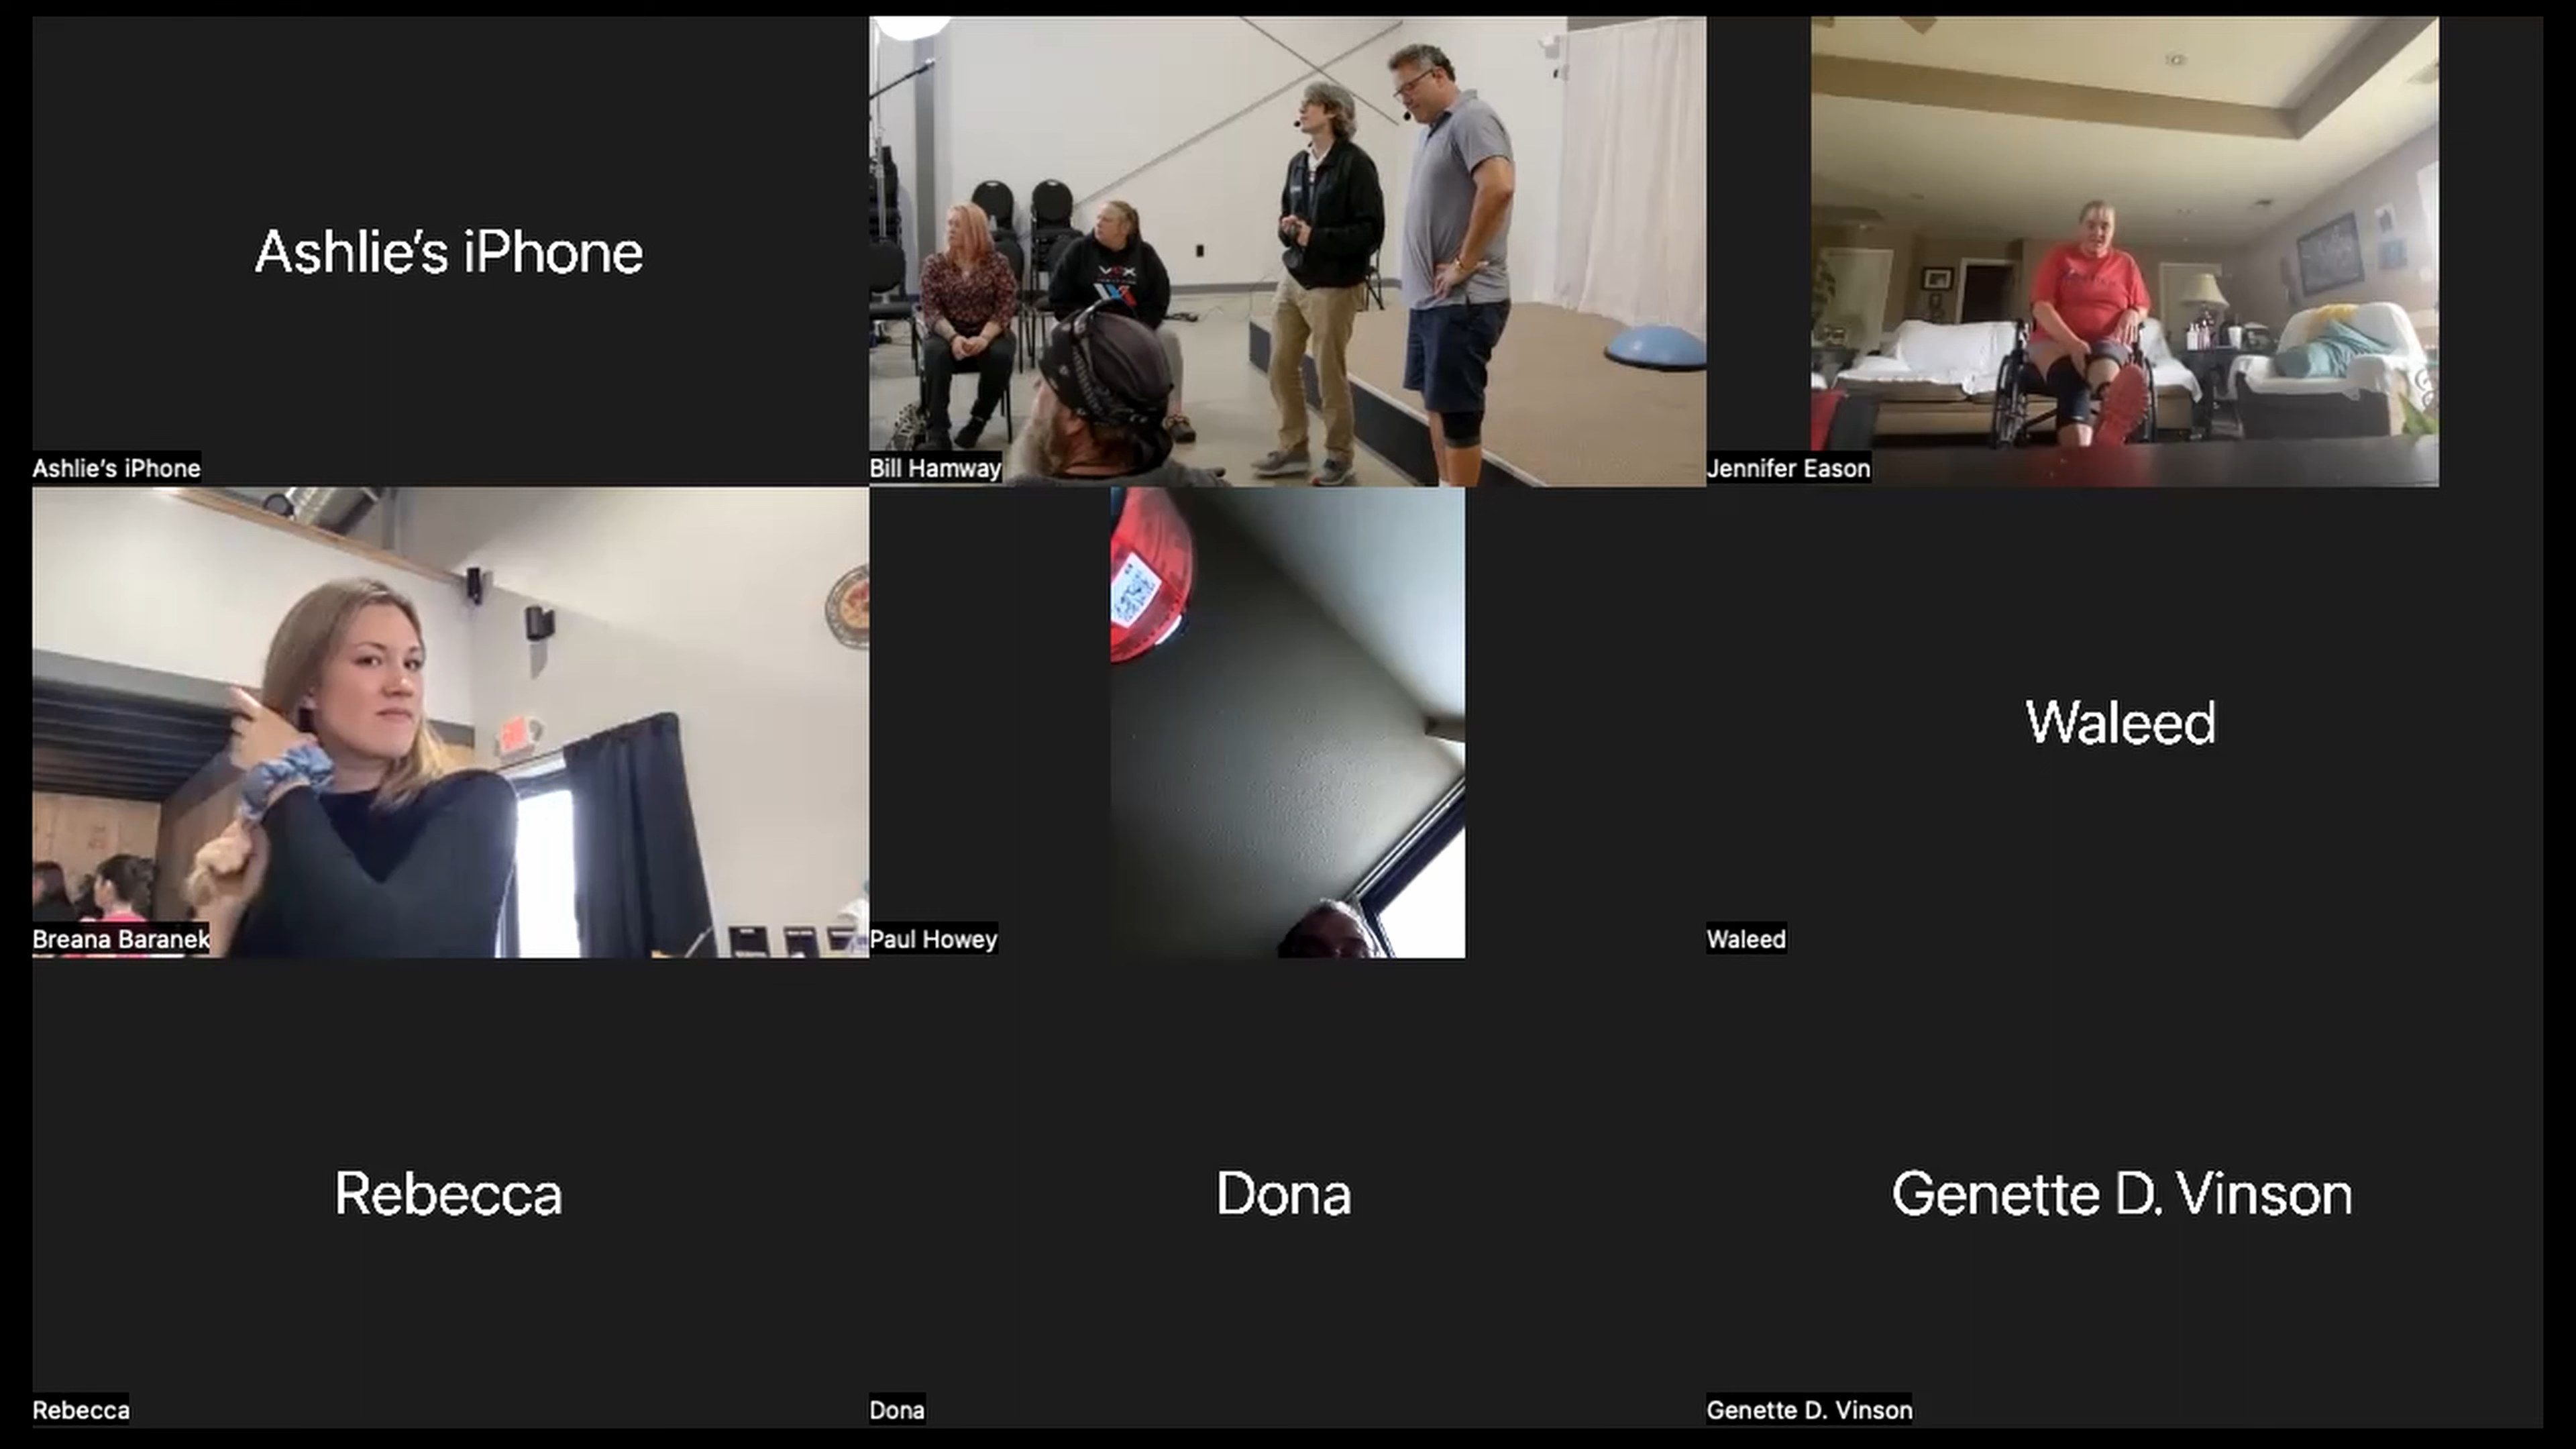 Ashlie's iPhone
Ashlie's iPhone
VEX
Bill Hamway
Jennifer Eason
Breana Baranek
Paul Howey
Waleed
Waleed
Rebecca
Rebecca
Dona
Dona
Genette D. Vinson
Genette D. Vinson